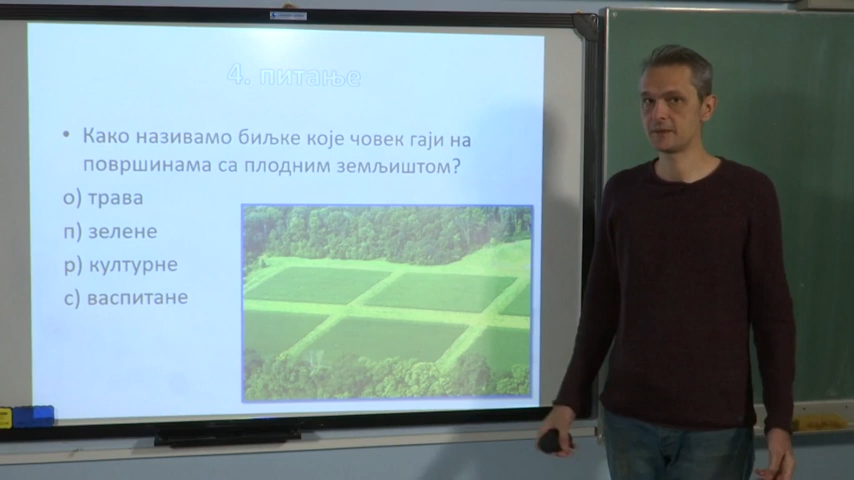 4. питање
• Како називамо биљке које човек гаји на
површинама са плодним земљиштом?
о) трава
п) зелене
р) културне
с) васпитане